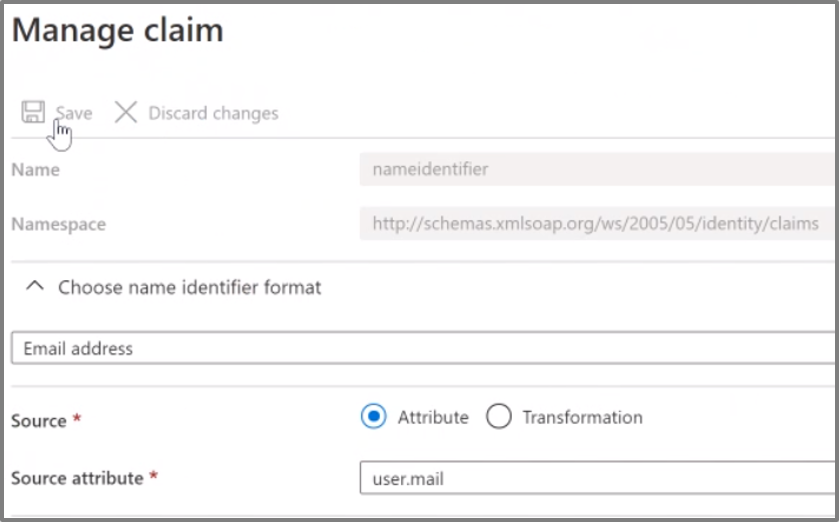 Manage claim
Save Discard changes
Name nameidentifier
Namespace http://schemas.xmlsoap.org/ws/2005/05/identity/claims
Choose name identifier format
Email address
Source * Attribute Transformation
Source attribute * user.mail